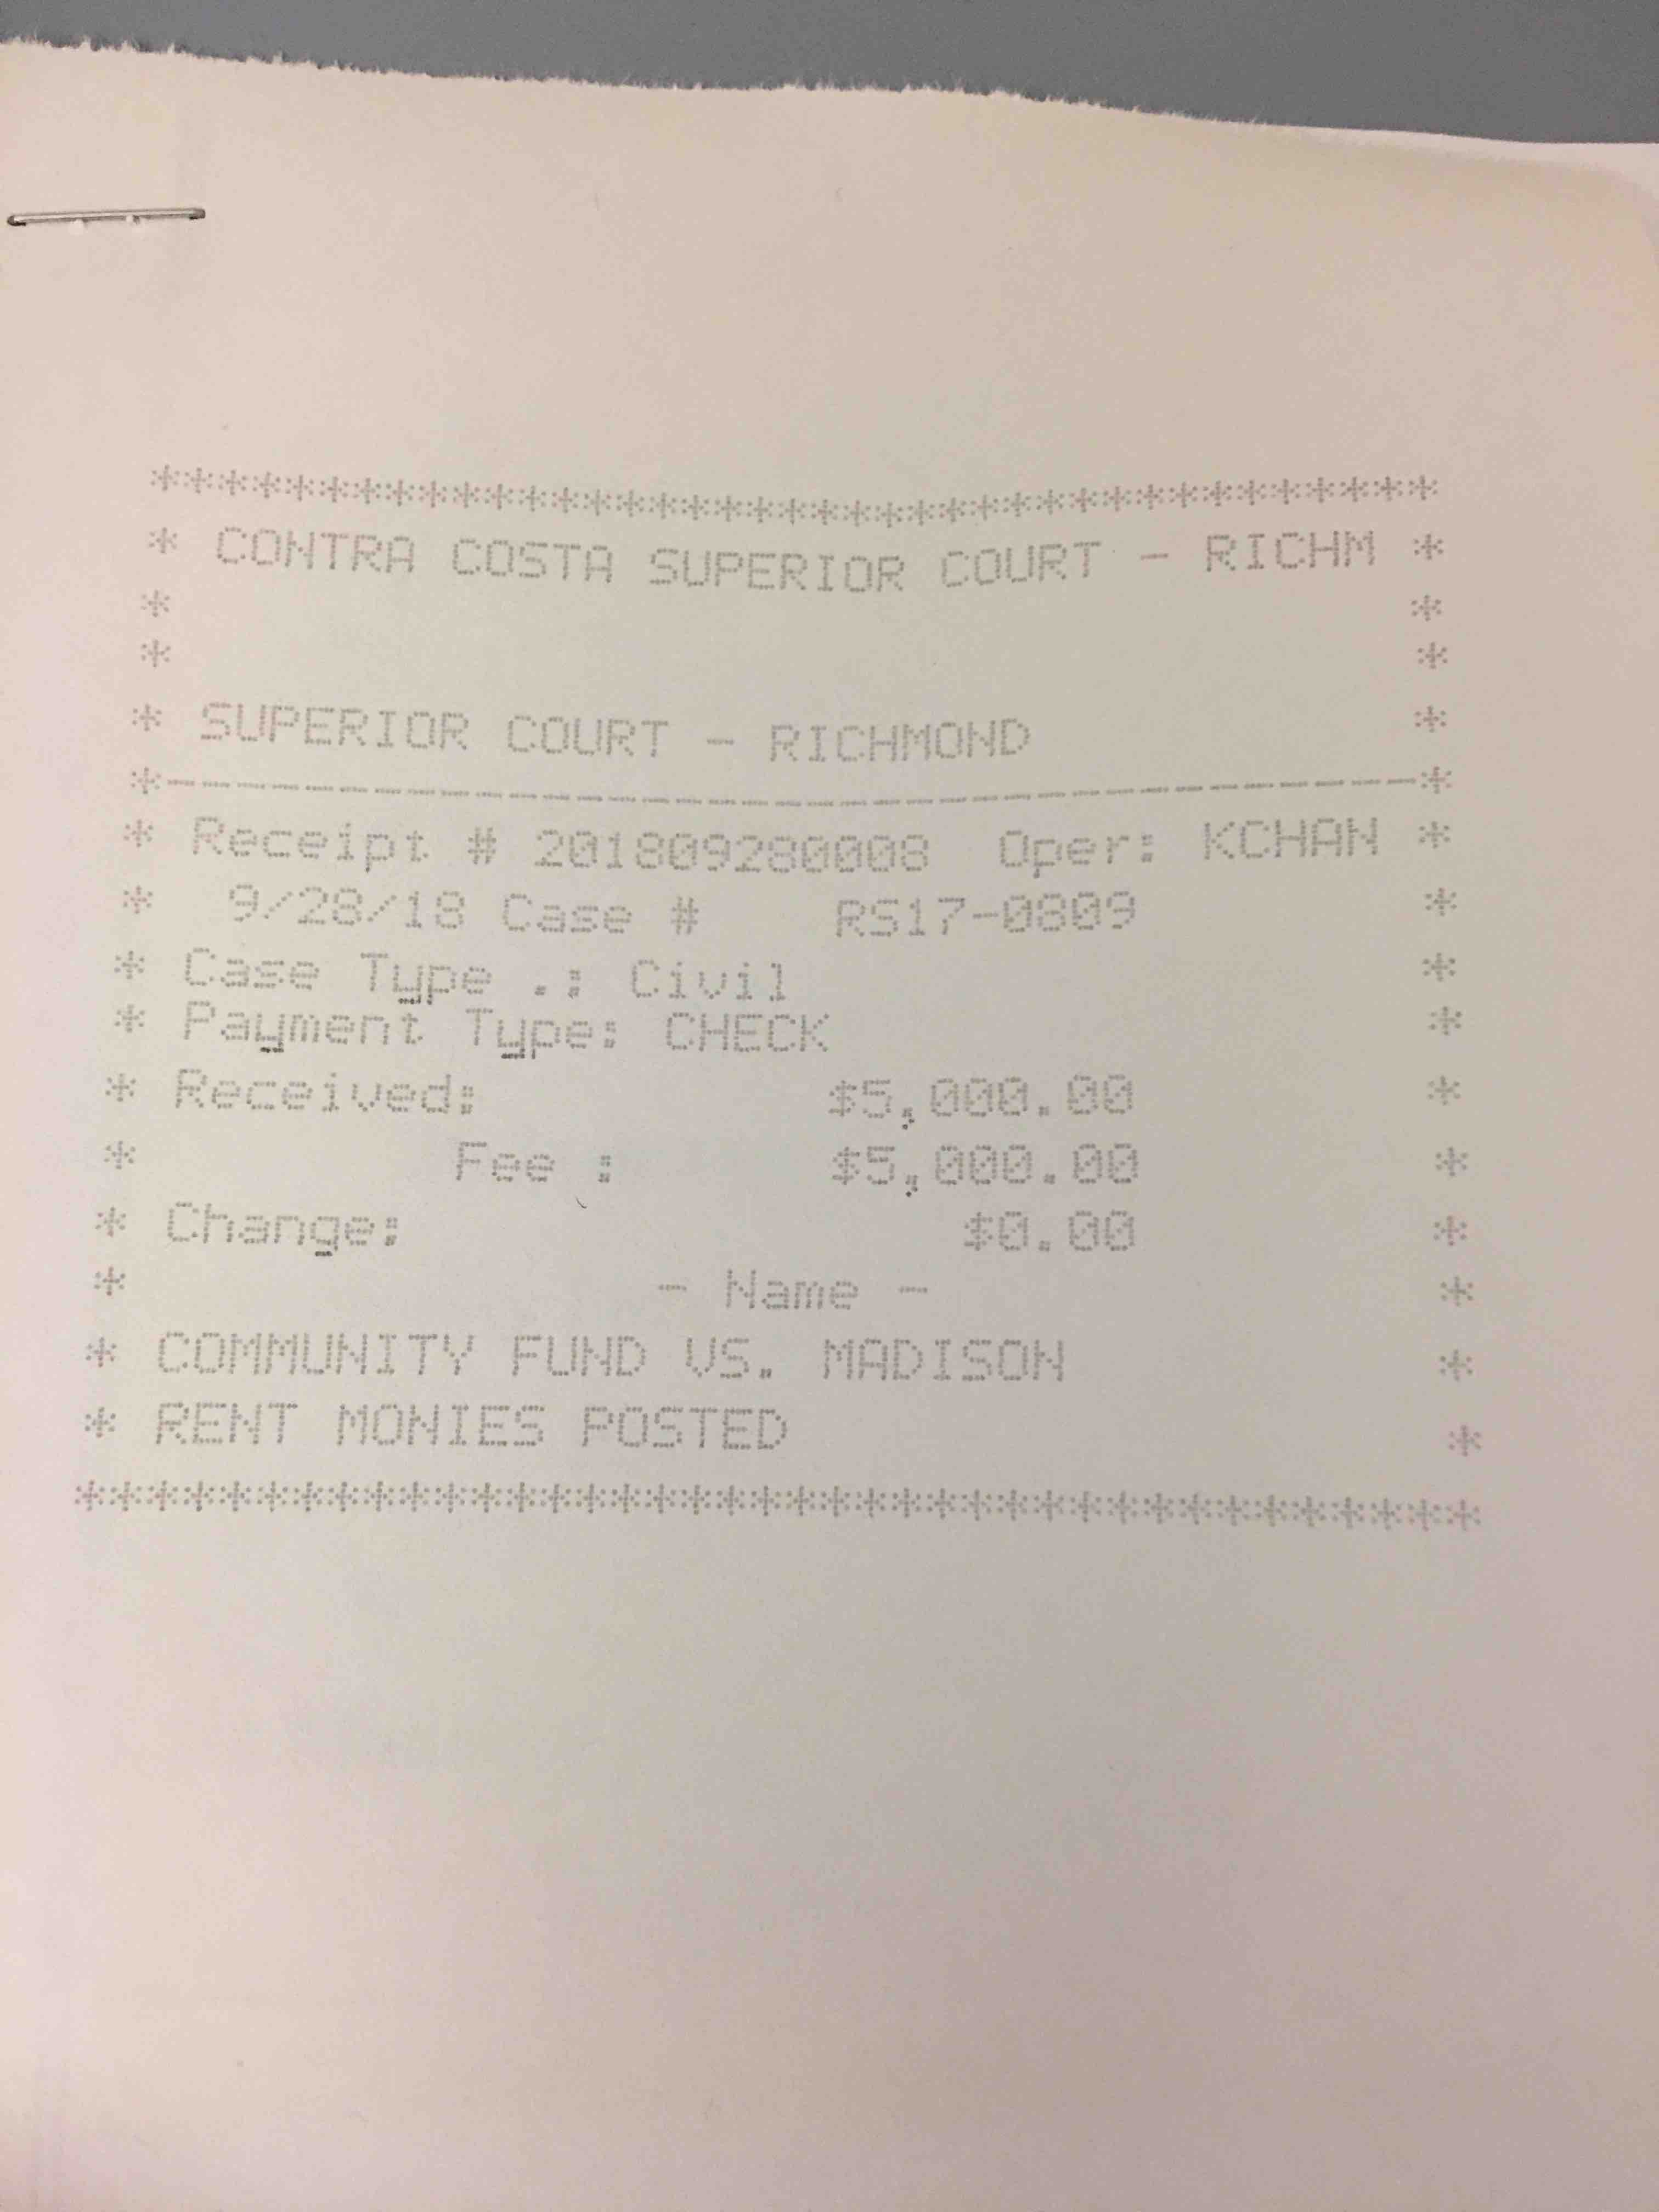 ***************************************
* CONTRA COSTA SUPERIOR COURT - RICHM *
* *
* *
* SUPERIOR COURT - RICHMOND *
*-------------------------------------*
* Receipt # 201809280008 Oper: KCHAN *
* 9/28/18 Case # RS17-0809 *
* Case Type .: Civil *
* Payment Type: CHECK *
* Received: $5,000.00 *
* Fee : $5,000.00 *
* Change: $0.00 *
* - Name - *
* COMMUNITY FUND VS. MADISON *
* RENT MONIES POSTED *
***************************************